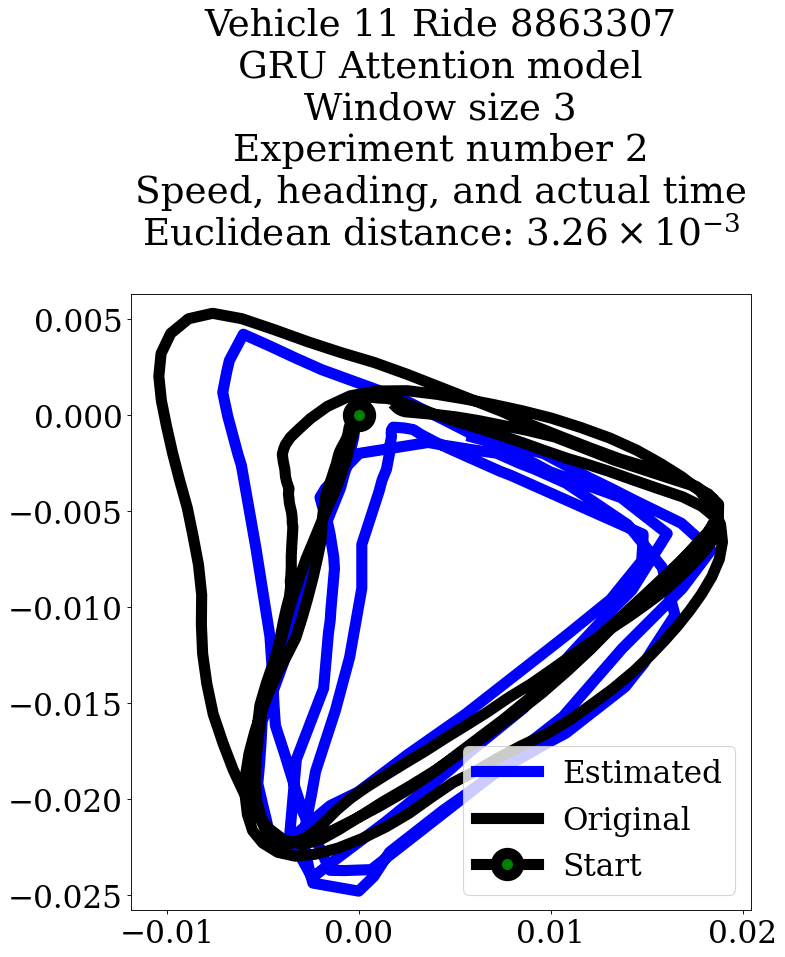 Vehicle 11 Ride 8863307
GRU Attention model
Window size 3
Experiment number 2
Speed, heading, and actual time
Euclidean distance: 3.26 × 10⁻³
0.005
0.000
−0.005
−0.010
−0.015
−0.020
−0.025
Estimated
Original
Start
−0.01 0.00 0.01 0.02